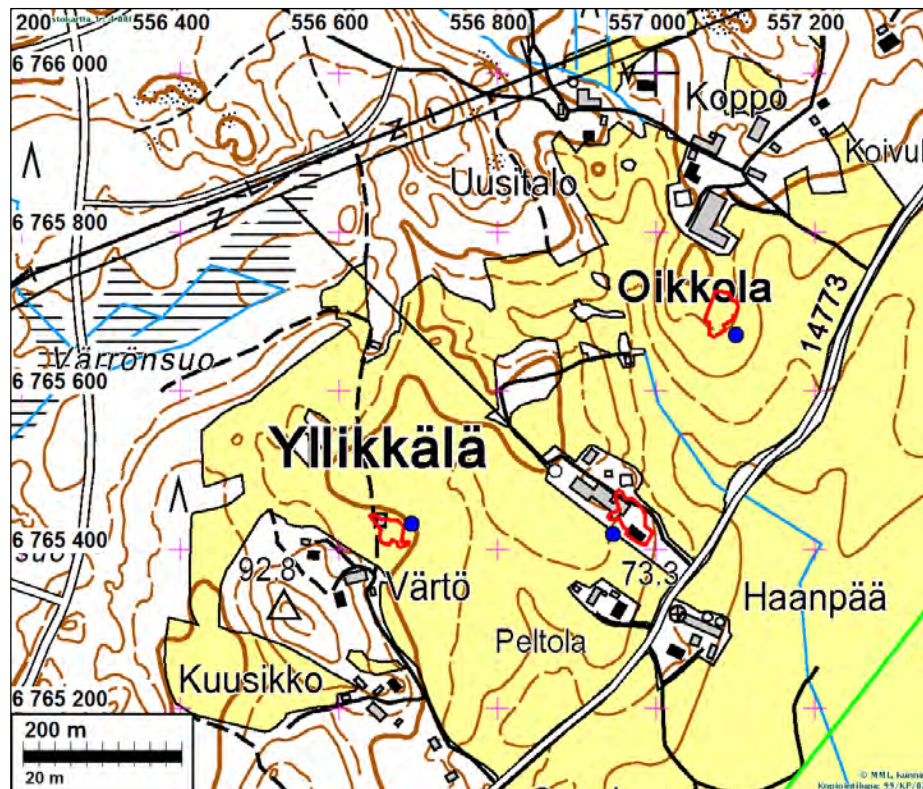 200
556 400
556 600
556 800
557 000
557 200
6 766 000
Koppo
Uusitalo
6 765 800
Oikkola
14773
Värrönsuo
6 765 600
Yllikkälä
6 765 400
suo
92.8
Värtö
73.3
Haanpää
Peltola
Kuusikko
6 765 200
200 m
20 m